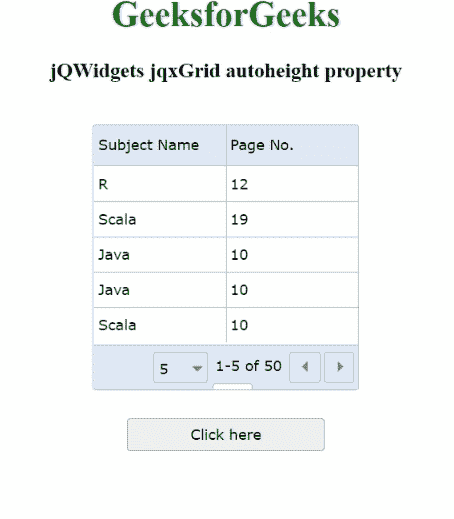 GeeksforGeeks
jQWidgets jqxGrid autoheight property
Subject Name Page No.
R 12
Scala 19
Java 10
Java 10
Scala 10
5 1-5 of 50
Click here